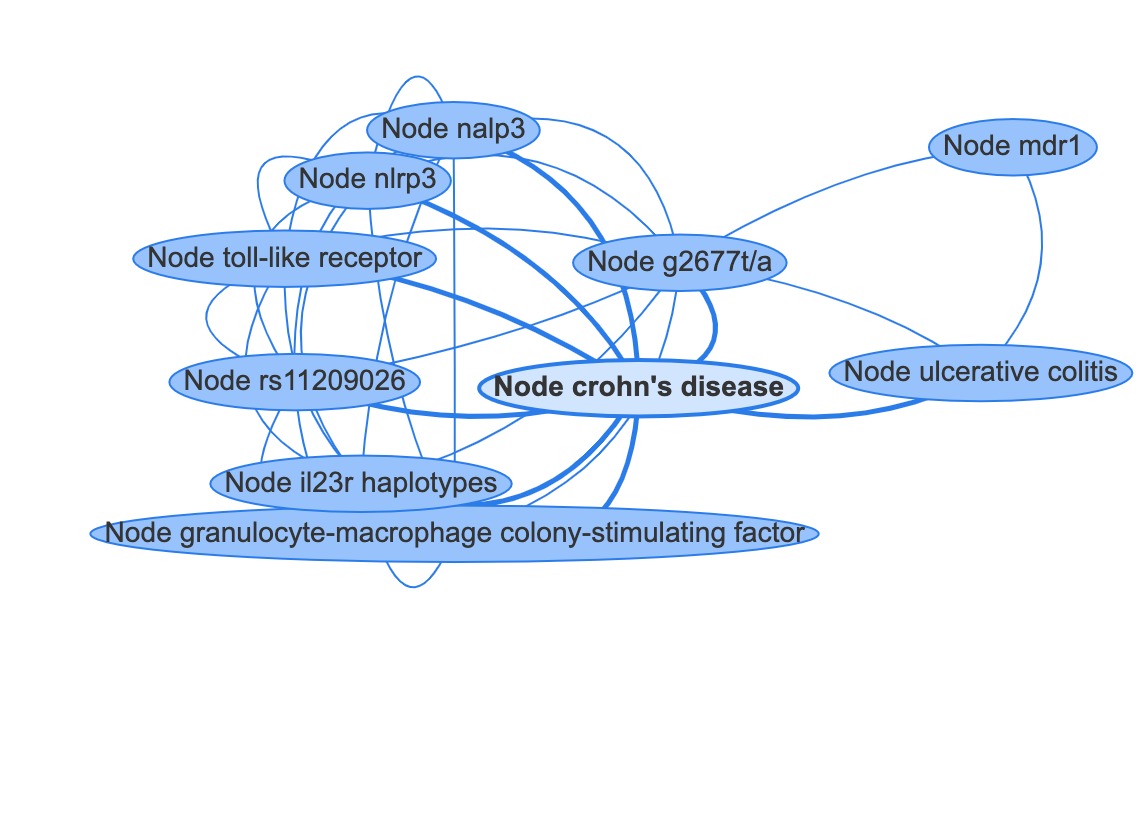 Node nalp3
Node mdr1
Node nlrp3
Node toll-like receptor
Node g2677t/a
Node rs11209026
Node crohn's disease
Node ulcerative colitis
Node il23r haplotypes
Node granulocyte-macrophage colony-stimulating factor